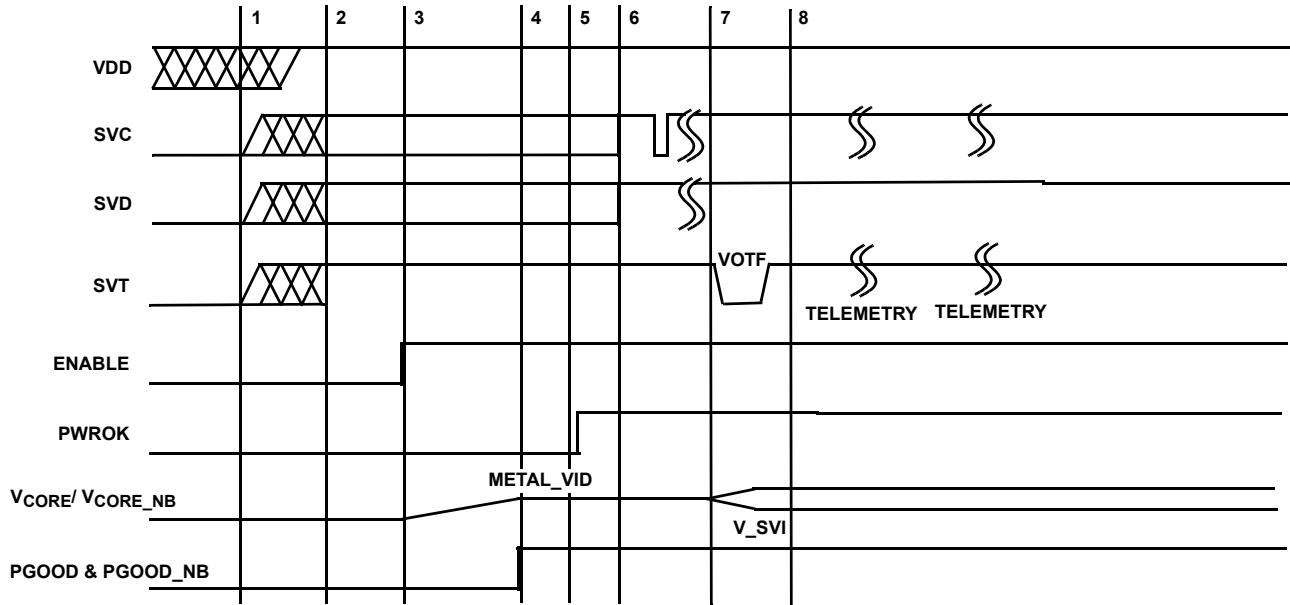 1 2 3 4 5 6 7 8
VDD
SVC
SVD
SVT
VOTF
TELEMETRY TELEMETRY
ENABLE
PWROK
METAL_VID
VCORE/ VCORE_NB
V_SVI
PGOOD & PGOOD_NB